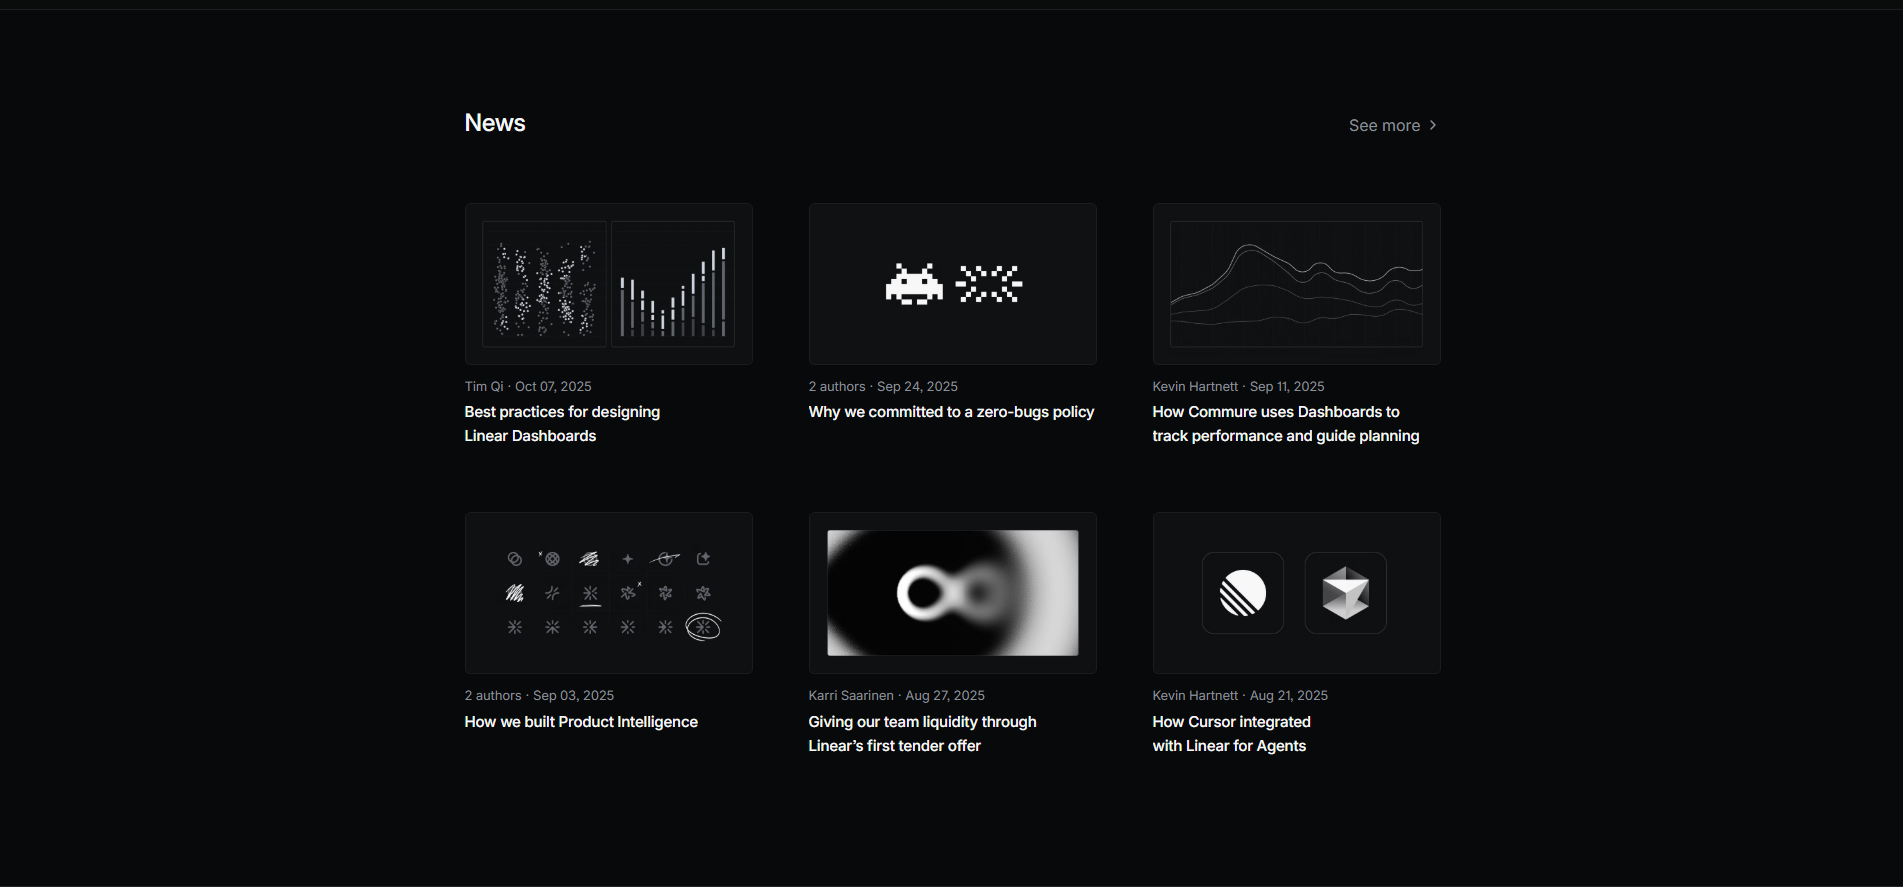 News
See more
Tim Qi · Oct 07, 2025
Best practices for designing
Linear Dashboards
2 authors · Sep 24, 2025
Why we committed to a zero-bugs policy
Kevin Hartnett · Sep 11, 2025
How Commure uses Dashboards to
track performance and guide planning
2 authors · Sep 03, 2025
How we built Product Intelligence
Karri Saarinen · Aug 27, 2025
Giving our team liquidity through
Linear’s first tender offer
Kevin Hartnett · Aug 21, 2025
How Cursor integrated
with Linear for Agents